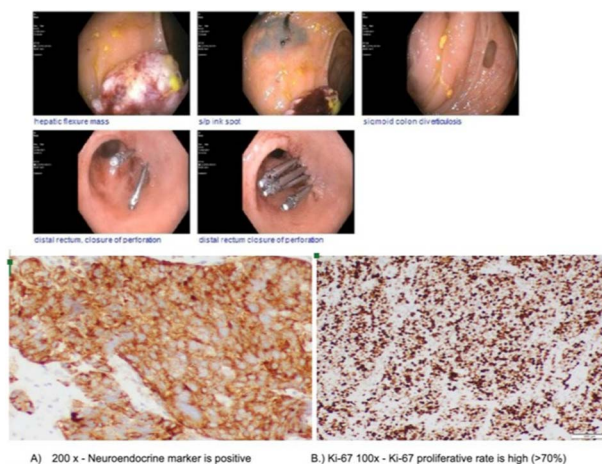 hepatic flexure mass
s/p ink spot
sigmoid colon diverticulosis
distal rectum, closure of perforation
distal rectum closure of perforation
A) 200 x - Neuroendocrine marker is positive
B.) Ki-67 100x - Ki-67 proliferative rate is high (>70%)